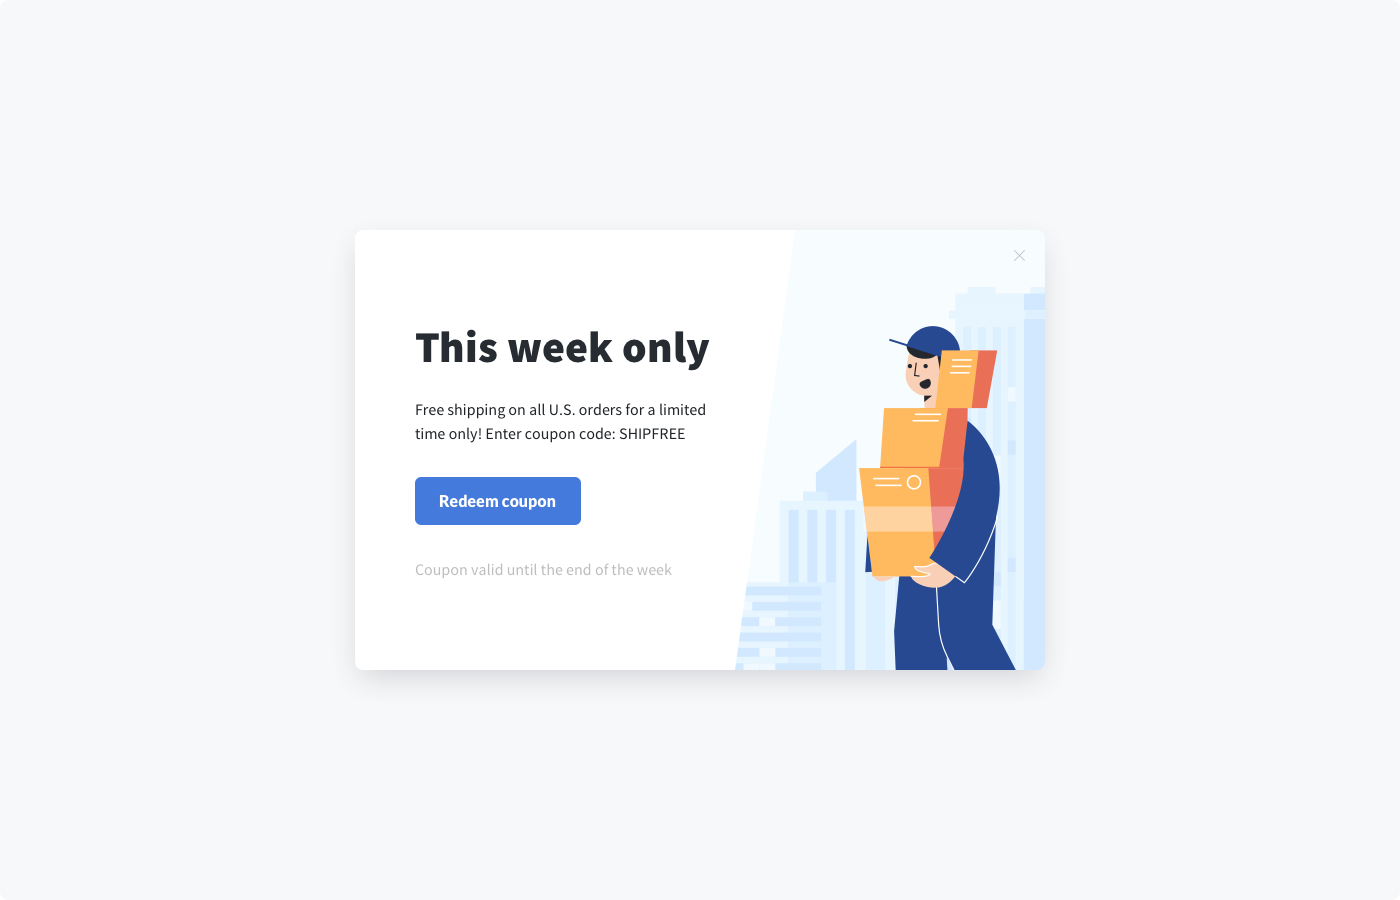 This week only
Free shipping on all U.S. orders for a limited
time only! Enter coupon code: SHIPFREE
Redeem coupon
Coupon valid until the end of the week